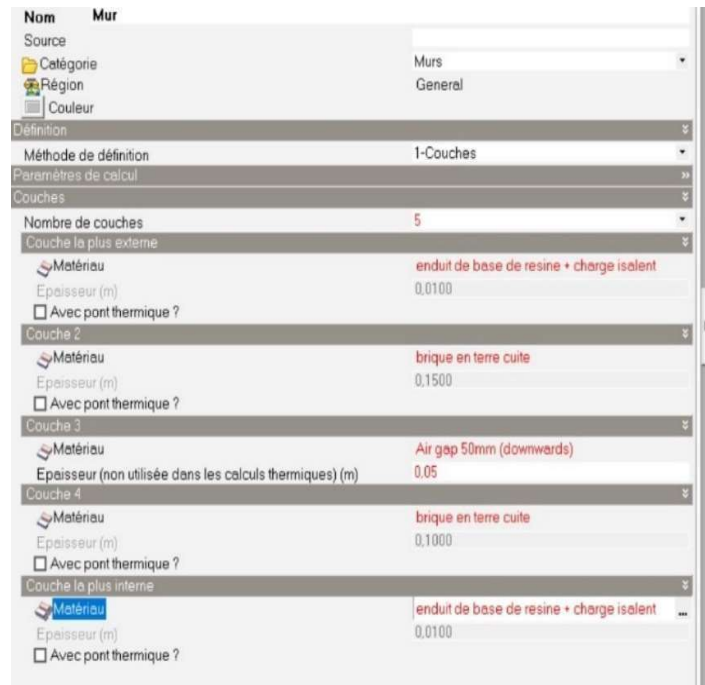 Nom Mur
Source
Catégorie Murs
Région General
Couleur
Définition
Méthode de définition 1-Couches
Paramètres de calcul
Couches
Nombre de couches 5
Couche la plus externe
Matériau enduit de base de resine + charge isalent
Epaisseur (m) 0,0100
Avec pont thermique ?
Couche 2
Matériau brique en terre cuite
Epaisseur (m) 0,1500
Avec pont thermique ?
Couche 3
Matériau Air gap 50mm (downwards)
Epaisseur (non utilisée dans les calculs thermiques) (m) 0,05
Couche 4
Matériau brique en terre cuite
Epaisseur (m) 0,1000
Avec pont thermique ?
Couche la plus interne
Matériau enduit de base de resine + charge isalent ...
Epaisseur (m) 0,0100
Avec pont thermique ?